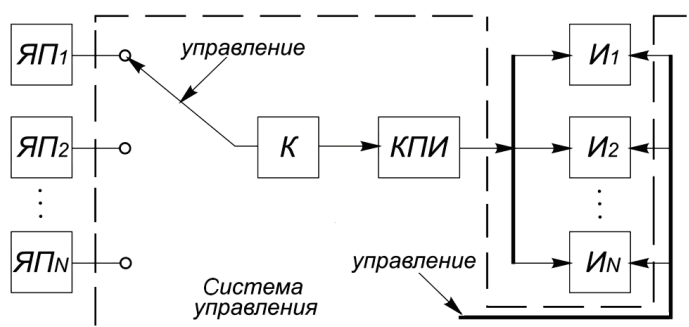 ЯП1
управление
И1
ЯП2
К
КПИ
И2
ЯПN
ИN
Система
управления
управление